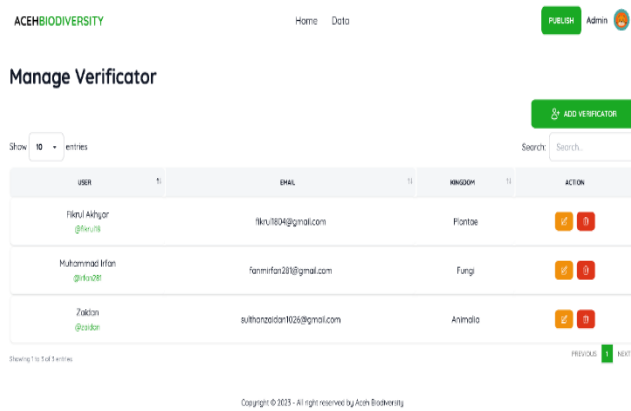 ACEHBIODIVERSITY Home Data PUBLISH Admin
Manage Verificator
ADD VERIFICATOR
Show 10 entries Search: Search..
USER EMAIL KINGDOM ACTION
Fikrul Akhyar fikrul1804@gmail.com Plantae
@fikrul18
Muhammad Irfan fanmirfan281@gmail.com Fungi
@irfan281
Zaidan sulthanzaidan1026@gmail.com Animalia
@zaidan
Showing 1 to 3 of 3 entries PREVIOUS 1 NEXT
Copyright © 2023 - All right reserved by Aceh Biodiversity